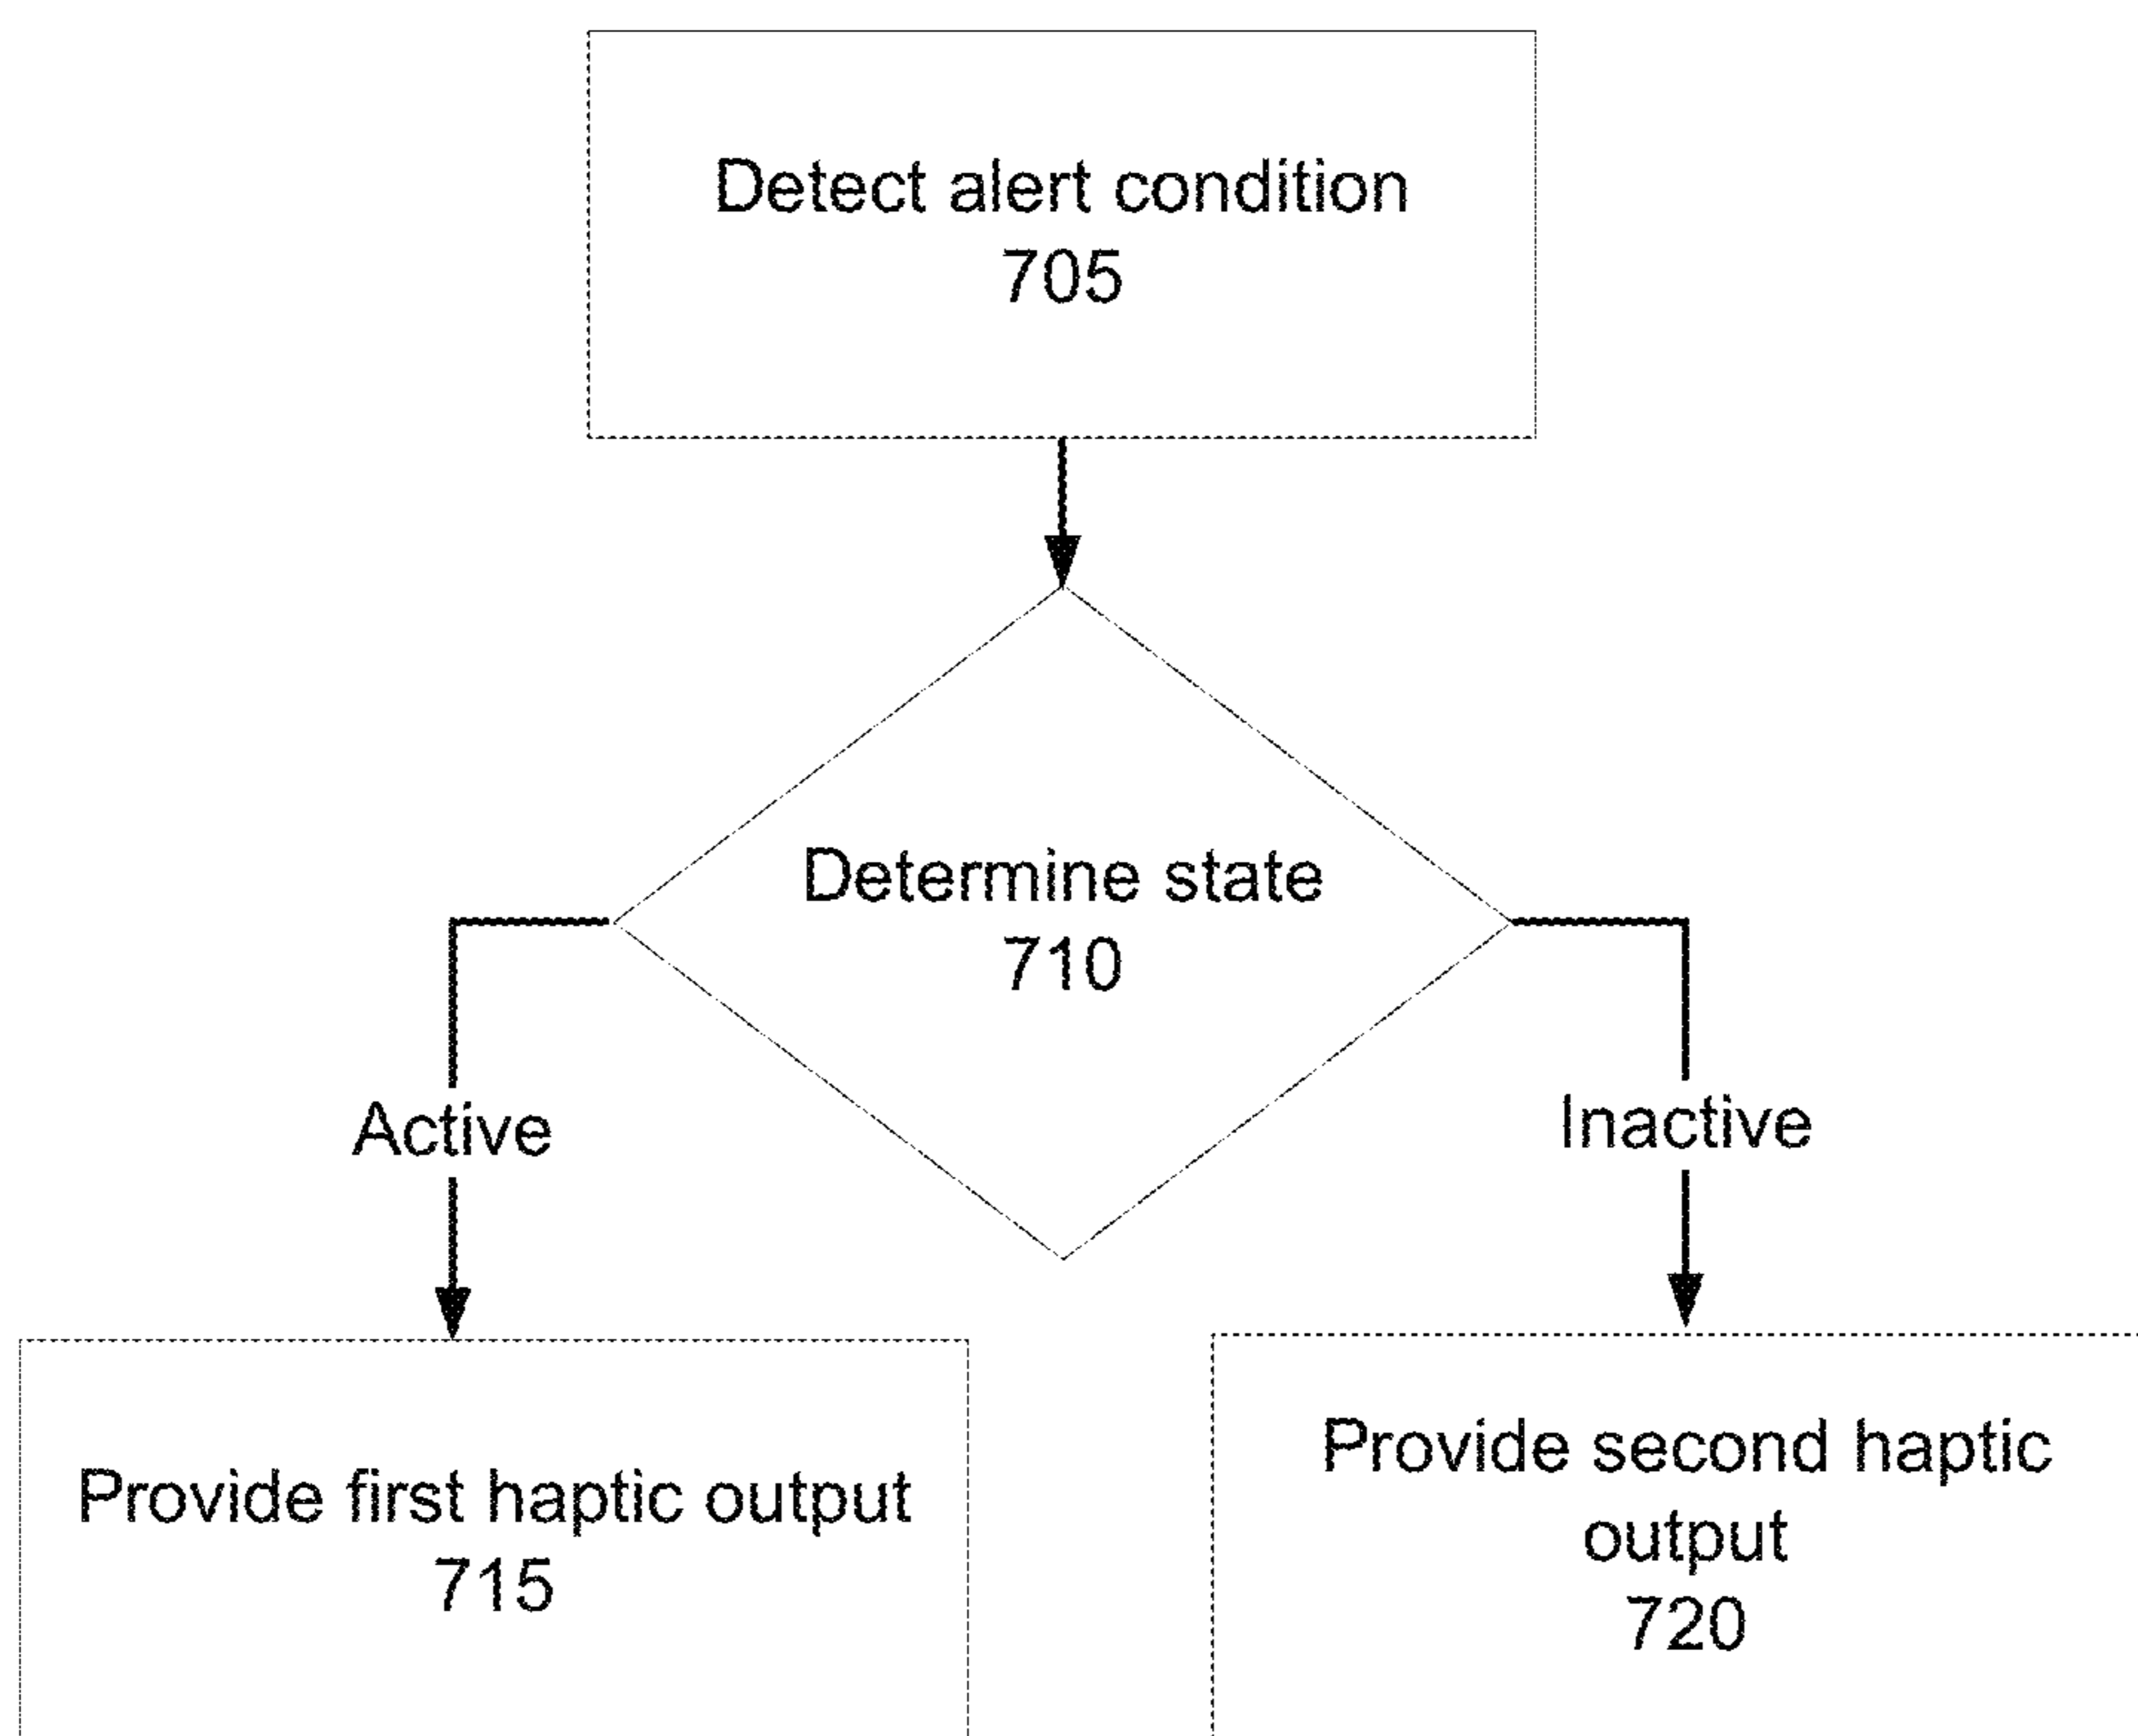 Detect alert condition
705
Determine state
710
Active
Inactive
Provide first haptic output
715
Provide second haptic
output
720